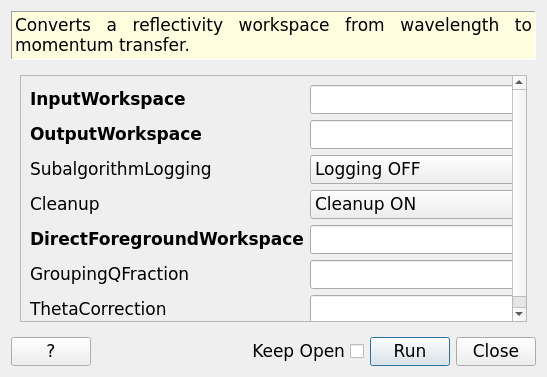 Converts a reflectivity workspace from wavelength to
momentum transfer.
InputWorkspace
OutputWorkspace
SubalgorithmLogging Logging OFF
Cleanup Cleanup ON
DirectForegroundWorkspace
GroupingQFraction
ThetaCorrection
? Keep Open Run Close